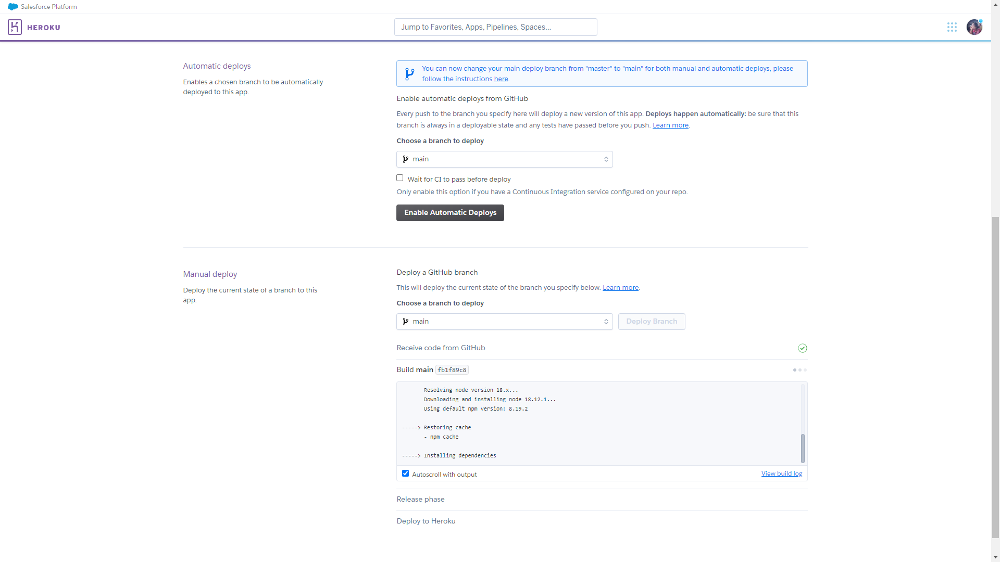 Salesforce Platform
HEROKU
Jump to Favorites, Apps, Pipelines, Spaces...
Automatic deploys
Enables a chosen branch to be automatically
deployed to this app.
You can now change your main deploy branch from "master" to "main" for both manual and automatic deploys, please
follow the instructions here.
Enable automatic deploys from GitHub
Every push to the branch you specify here will deploy a new version of this app. Deploys happen automatically: be sure that this
branch is always in a deployable state and any tests have passed before you push. Learn more.
Choose a branch to deploy
main
Wait for CI to pass before deploy
Only enable this option if you have a Continuous Integration service configured on your repo.
Enable Automatic Deploys
Manual deploy
Deploy the current state of a branch to this
app.
Deploy a GitHub branch
This will deploy the current state of the branch you specify below. Learn more.
Choose a branch to deploy
main
Deploy Branch
Receive code from GitHub
Build main fb1f89c8
Resolving node version 18.x...
Downloading and installing node 18.12.1...
Using default npm version: 8.19.2
-----> Restoring cache
- npm cache
-----> Installing dependencies
Autoscroll with output
View build log
Release phase
Deploy to Heroku